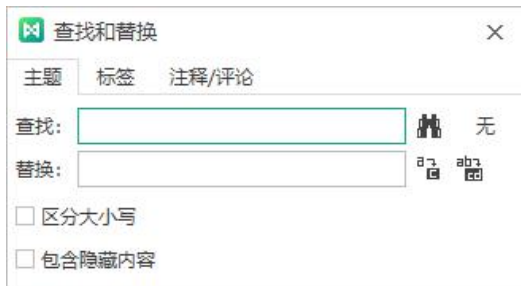 查找和替换
主题 标签 注释/评论
查找: 无
替换:
区分大小写
包含隐藏内容